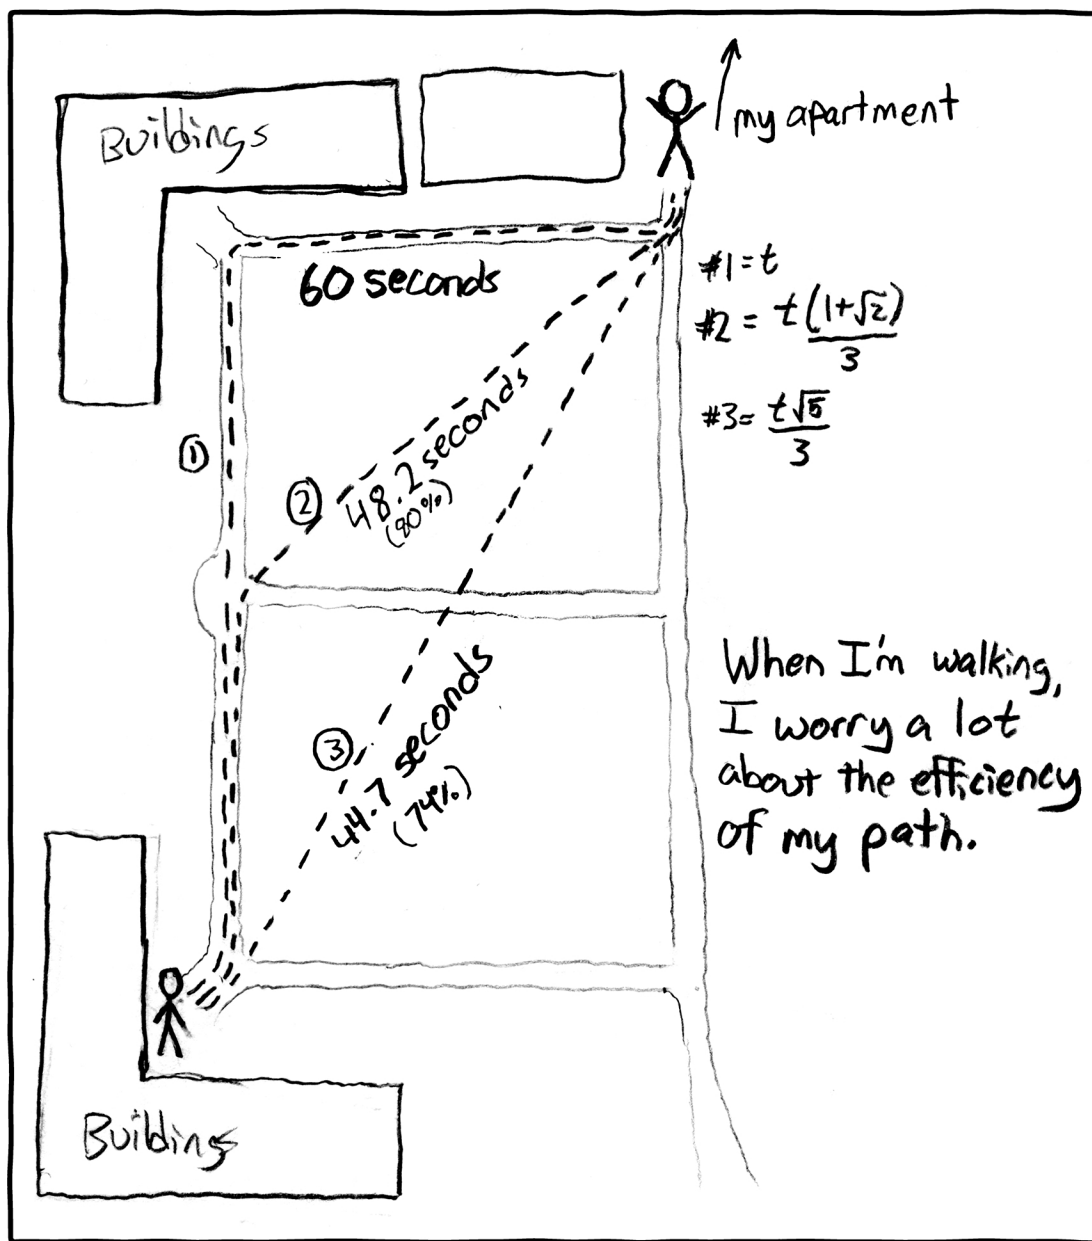 Buildings
my apartment
60 seconds
#1=t
#2 = t(1+√2)
3
#3= t√5
3
①
② 48.2 seconds
(80%)
③ 44.7 seconds
(74%)
When I'm walking,
I worry a lot
about the efficiency
of my path.
Buildings